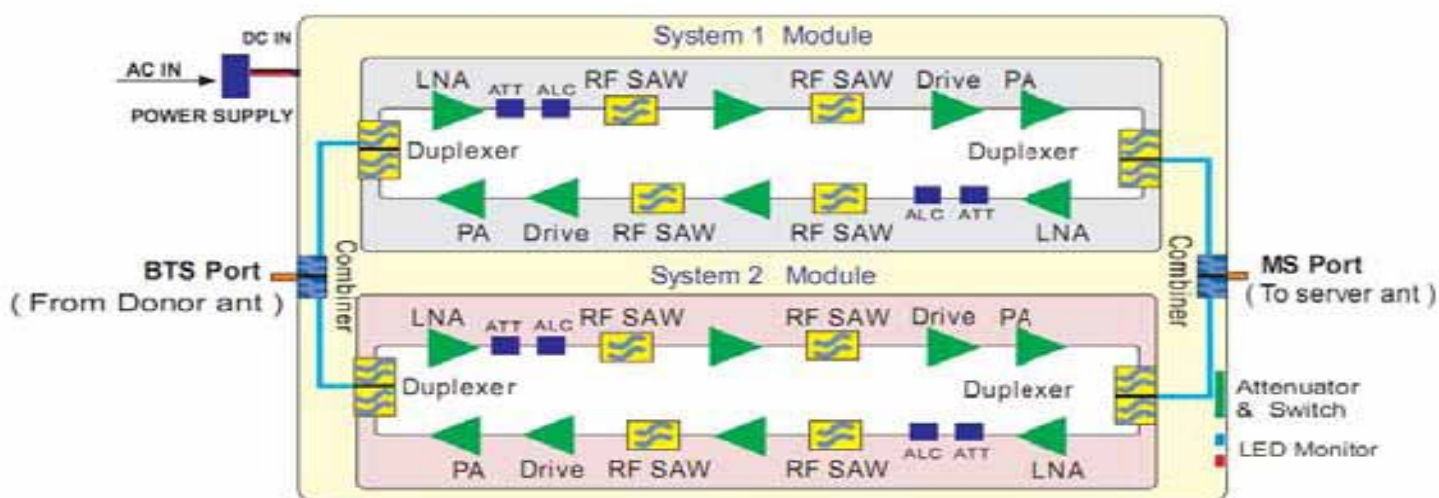 DC IN
System 1 Module
AC IN
POWER SUPPLY
LNA ATT ALC RF SAW RF SAW Drive PA
Duplexer Duplexer
PA Drive RF SAW RF SAW ALC ATT LNA
Combiner
Combiner
BTS Port
( From Donor ant )
System 2 Module
MS Port
( To server ant )
LNA ATT ALC RF SAW RF SAW Drive PA
Duplexer Duplexer
PA Drive RF SAW RF SAW ALC ATT LNA
Attenuator
& Switch
LED Monitor